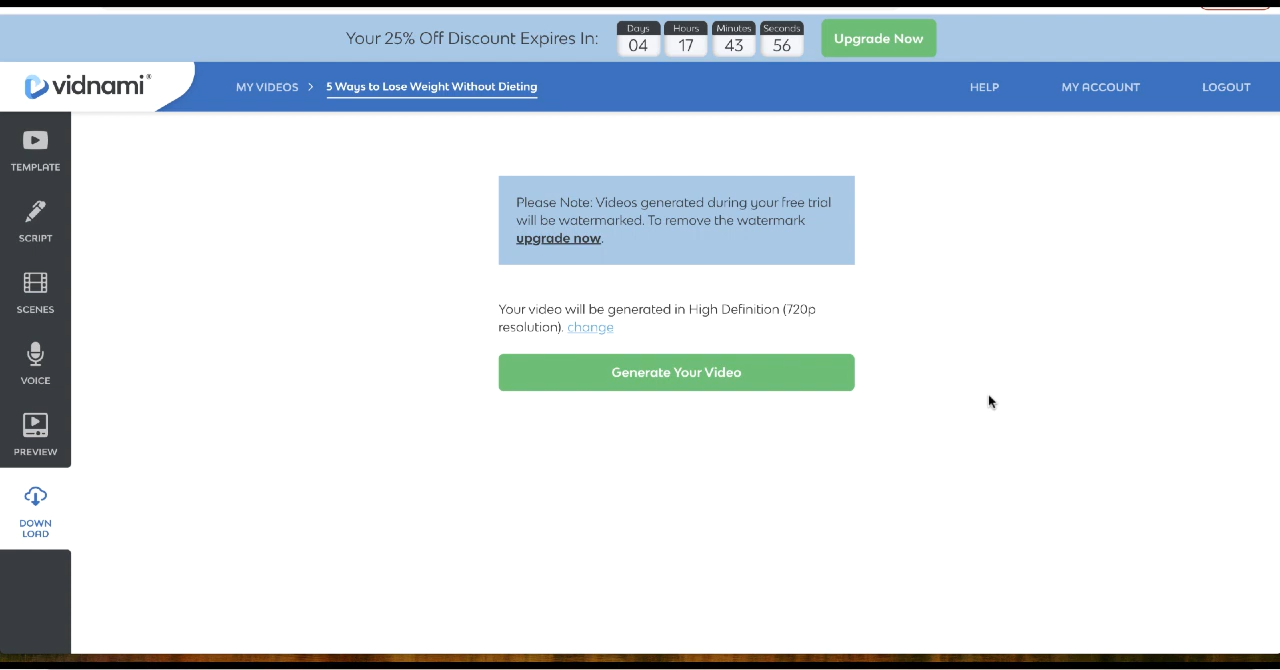 Your 25% Off Discount Expires In:
Days Hours Minutes Seconds
04 17 43 56
Upgrade Now
vidnami®
MY VIDEOS > 5 Ways to Lose Weight Without Dieting
HELP MY ACCOUNT LOGOUT
TEMPLATE
SCRIPT
SCENES
VOICE
PREVIEW
DOWN
LOAD
Please Note: Videos generated during your free trial
will be watermarked. To remove the watermark
upgrade now.
Your video will be generated in High Definition (720p
resolution). change
Generate Your Video